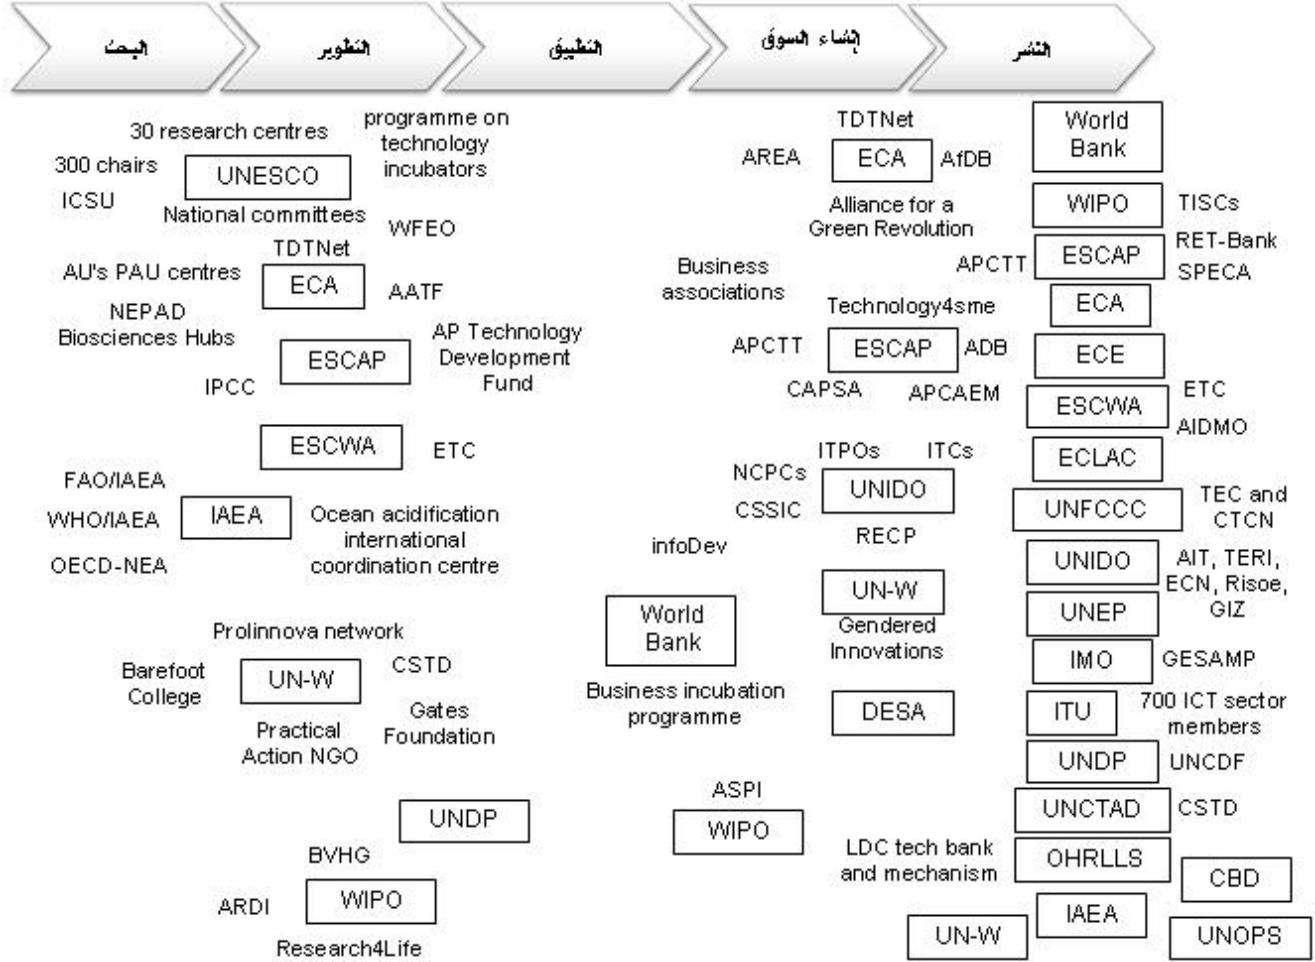 البحث
التطوير
التطبيق
إنشاء السوق
النشر
30 research centres
programme on
technology
incubators
300 chairs
UNESCO
ICSU
National committees
WFEO
TDTNet
AU's PAU centres
ECA
AATF
NEPAD
Biosciences Hubs
ESCAP
AP Technology
Development
Fund
IPCC
ESCWA
ETC
FAO/IAEA
WHO/IAEA
IAEA
Ocean acidification
international
coordination centre
OECD-NEA
Prolinnova network
Barefoot
College
UN-W
CSTD
Practical
Action NGO
Gates
Foundation
UNDP
BVHG
ARDI
WIPO
Research4Life
TDTNet
AREA
ECA
AfDB
Alliance for a
Green Revolution
Business
associations
Technology4sme
APCTT
ESCAP
ADB
CAPSA
APCAEM
ITPOs
ITCs
NCPCs
UNIDO
CSSIC
RECP
infoDev
UN-W
Gendered
Innovations
World
Bank
Business incubation
programme
DESA
ASPI
WIPO
World
Bank
WIPO
TISCs
APCTT
ESCAP
RET-Bank
SPECA
ECA
ECE
ESCWA
ETC
AIDMO
ECLAC
UNFCCC
TEC and
CTCN
UNIDO
AIT, TERI,
ECN, Risoe,
GIZ
UNEP
IMO
GESAMP
ITU
700 ICT sector
members
UNDP
UNCDF
UNCTAD
CSTD
LDC tech bank
and mechanism
OHRLLS
CBD
IAEA
UN-W
UNOPS